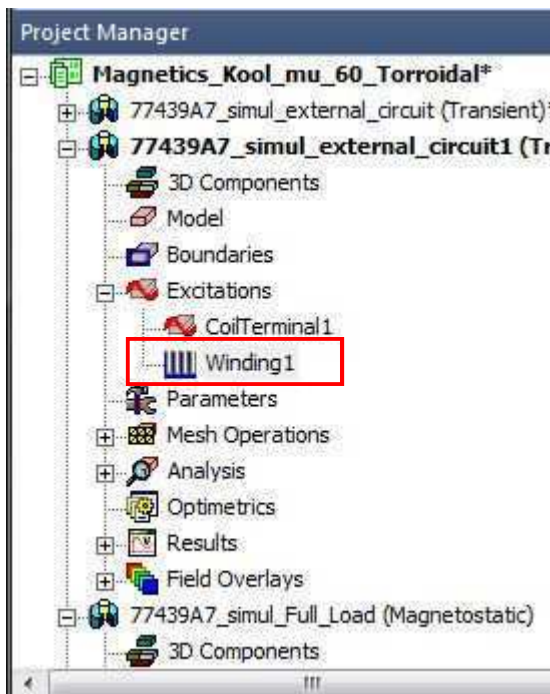 Project Manager
Magnetics_Kool_mu_60_Torroidal*
77439A7_simul_external_circuit (Transient)*
77439A7_simul_external_circuit1 (Tr
3D Components
Model
Boundaries
Excitations
CoilTerminal1
Winding1
Parameters
Mesh Operations
Analysis
Optimetrics
Results
Field Overlays
77439A7_simul_Full_Load (Magnetostatic)
3D Components